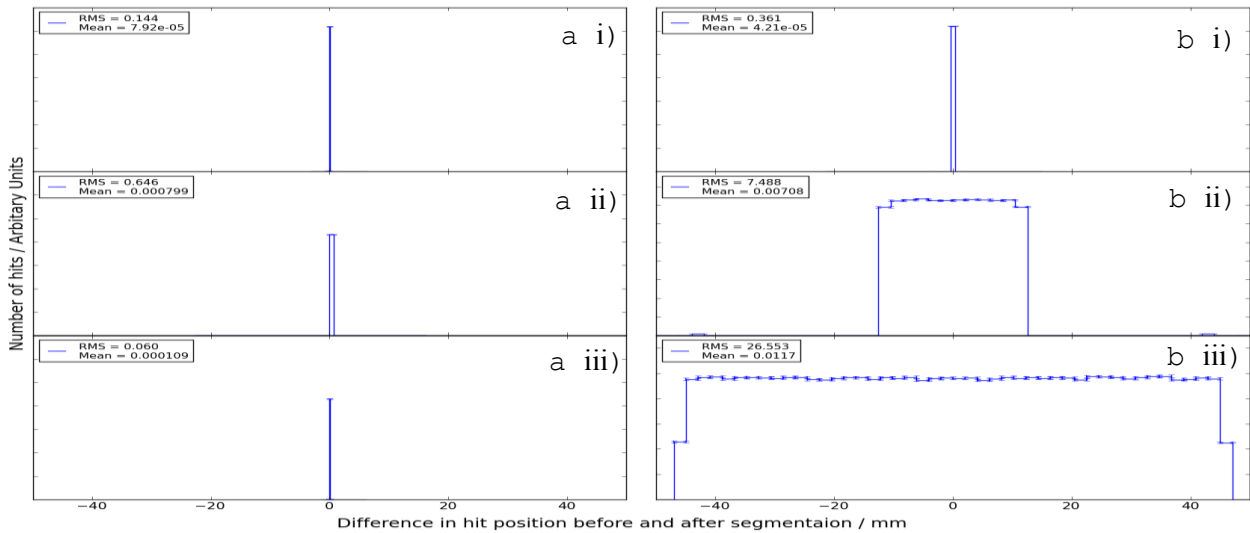 Number of hits / Arbitary Units
RMS = 0.144
Mean = 7.92e-05
a i)
RMS = 0.361
Mean = 4.21e-05
b i)
RMS = 0.646
Mean = 0.000799
a ii)
RMS = 7.488
Mean = 0.00708
b ii)
RMS = 0.060
Mean = 0.000109
a iii)
RMS = 26.553
Mean = 0.0117
b iii)
−40 −20 0 20 40 −40 −20 0 20 40
Difference in hit position before and after segmentaion / mm